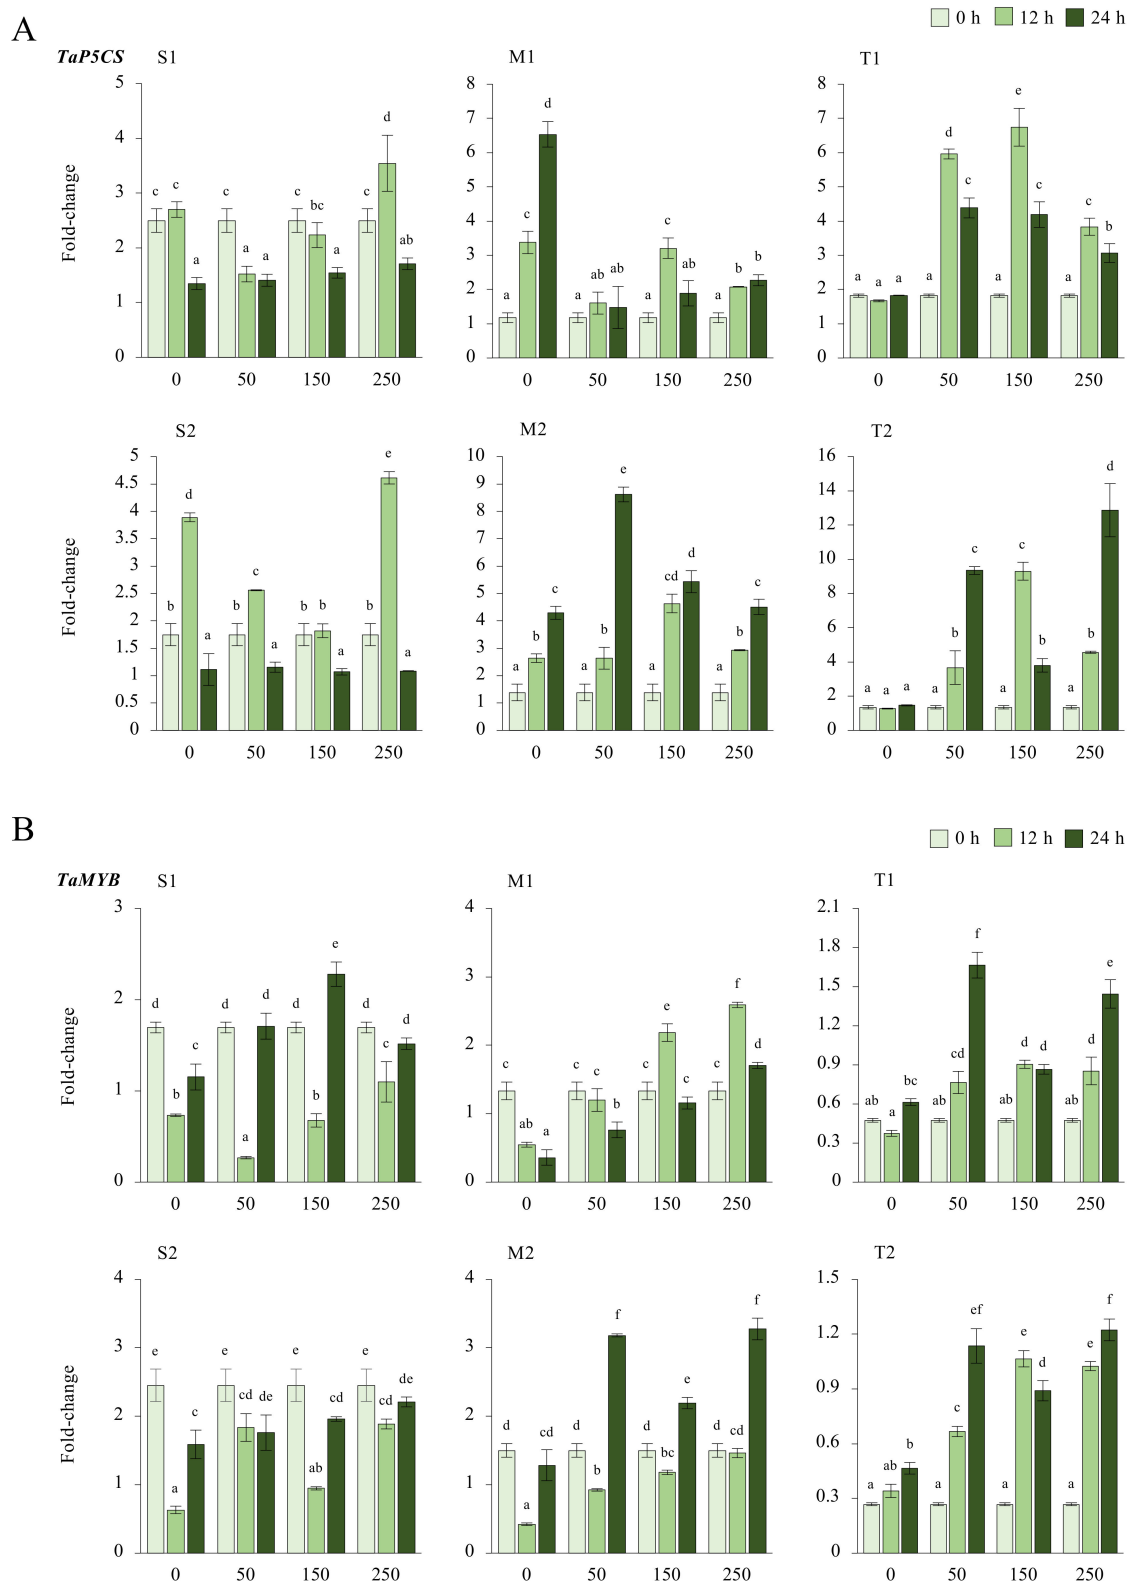 A
0 h 12 h 24 h
TaP5CS S1 M1 T1
5 8 8
d e
d 7 7
4 d
6 6
c c c c c 5 5 c c
3 bc c c
Fold-change
4 4 b
2 a a a ab 3 ab ab ab b b 3
a a a a a a a a a a
2 2
1 1 1
0 0 0
0 50 150 250 0 50 150 250 0 50 150 250
S2 M2 T2
5 e 10 e 16 d
4.5 d 9 14
4 8 12
3.5 7 c c
3 c 6 d 10
Fold-change
2.5 c cd c 8
b b b b b 5 b
2 a 4 b b b 6 b b
1.5 a a a 3 a a a a 4 a a a a a a
1 2
0.5 1 2
0 0 0
0 50 150 250 0 50 150 250 0 50 150 250
B
0 h 12 h 24 h
TaMYB S1 M1 T1
3 4 2.1
e f
1.8 e
d d d d d 3 f
2 d e 1.5
c c 1.2 d
Fold-change
b b 2 c c c c c d cd d d
b 0.9 bc
1 ab a ab a ab ab ab
a 1 0.6
0.3
0 0 0
0 50 150 250 0 50 150 250 0 50 150 250
S2 M2 T2
4 4 1.5
f f ef f
e e e e 3 1.2 e e
3 e d
cd de cd cd de 0.9
Fold-change
c d cd d d d cd c
2 2 bc
b 0.6 b
a ab a ab
1 1 a a a a
0.3
0 0 0
0 50 150 250 0 50 150 250 0 50 150 250